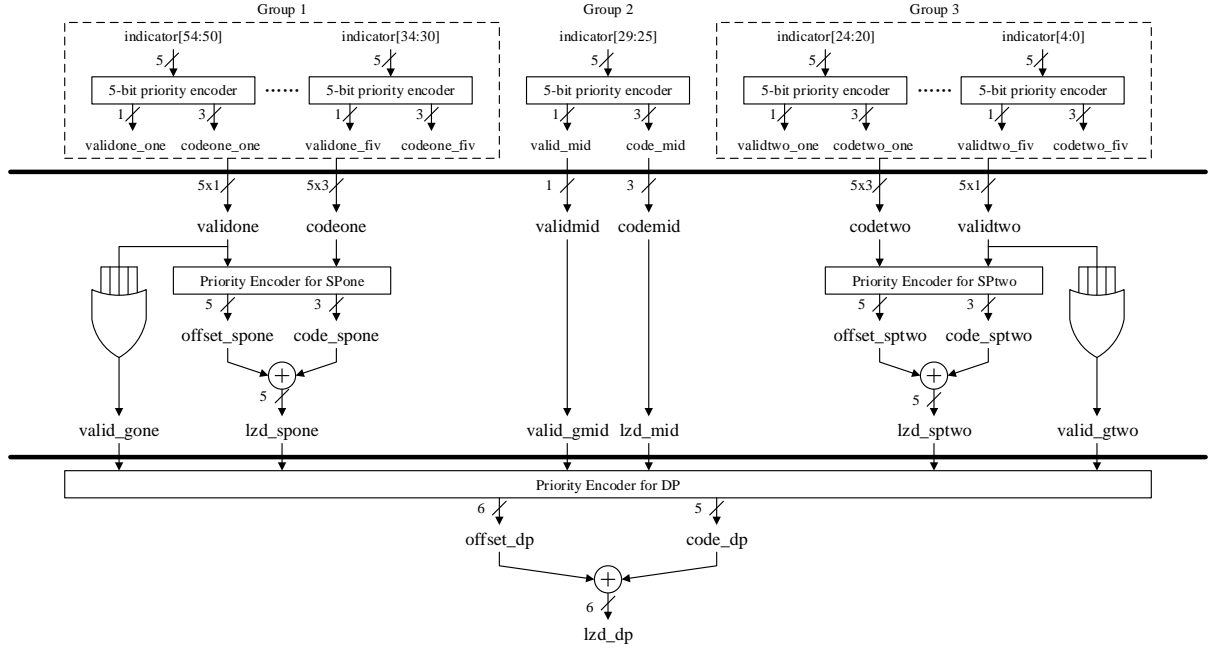 Group 1 Group 2 Group 3
indicator[54:50] indicator[34:30] indicator[29:25] indicator[24:20] indicator[4:0]
5 5 5 5 5
5-bit priority encoder ...... 5-bit priority encoder 5-bit priority encoder 5-bit priority encoder ...... 5-bit priority encoder
1 3 1 3 1 3 1 3 1 3
validone_one codeone_one validone_fiv codeone_fiv valid_mid code_mid validtwo_one codetwo_one validtwo_fiv codetwo_fiv
5x1 5x3 1 3 5x3 5x1
validone codeone validmid codemid codetwo validtwo
Priority Encoder for SPone Priority Encoder for SPtwo
5 3 5 3
offset_spone code_spone offset_sptwo code_sptwo
+ +
5 5
valid_gone lzd_spone valid_gmid lzd_mid lzd_sptwo valid_gtwo
Priority Encoder for DP
6 5
offset_dp code_dp
+
6
lzd_dp